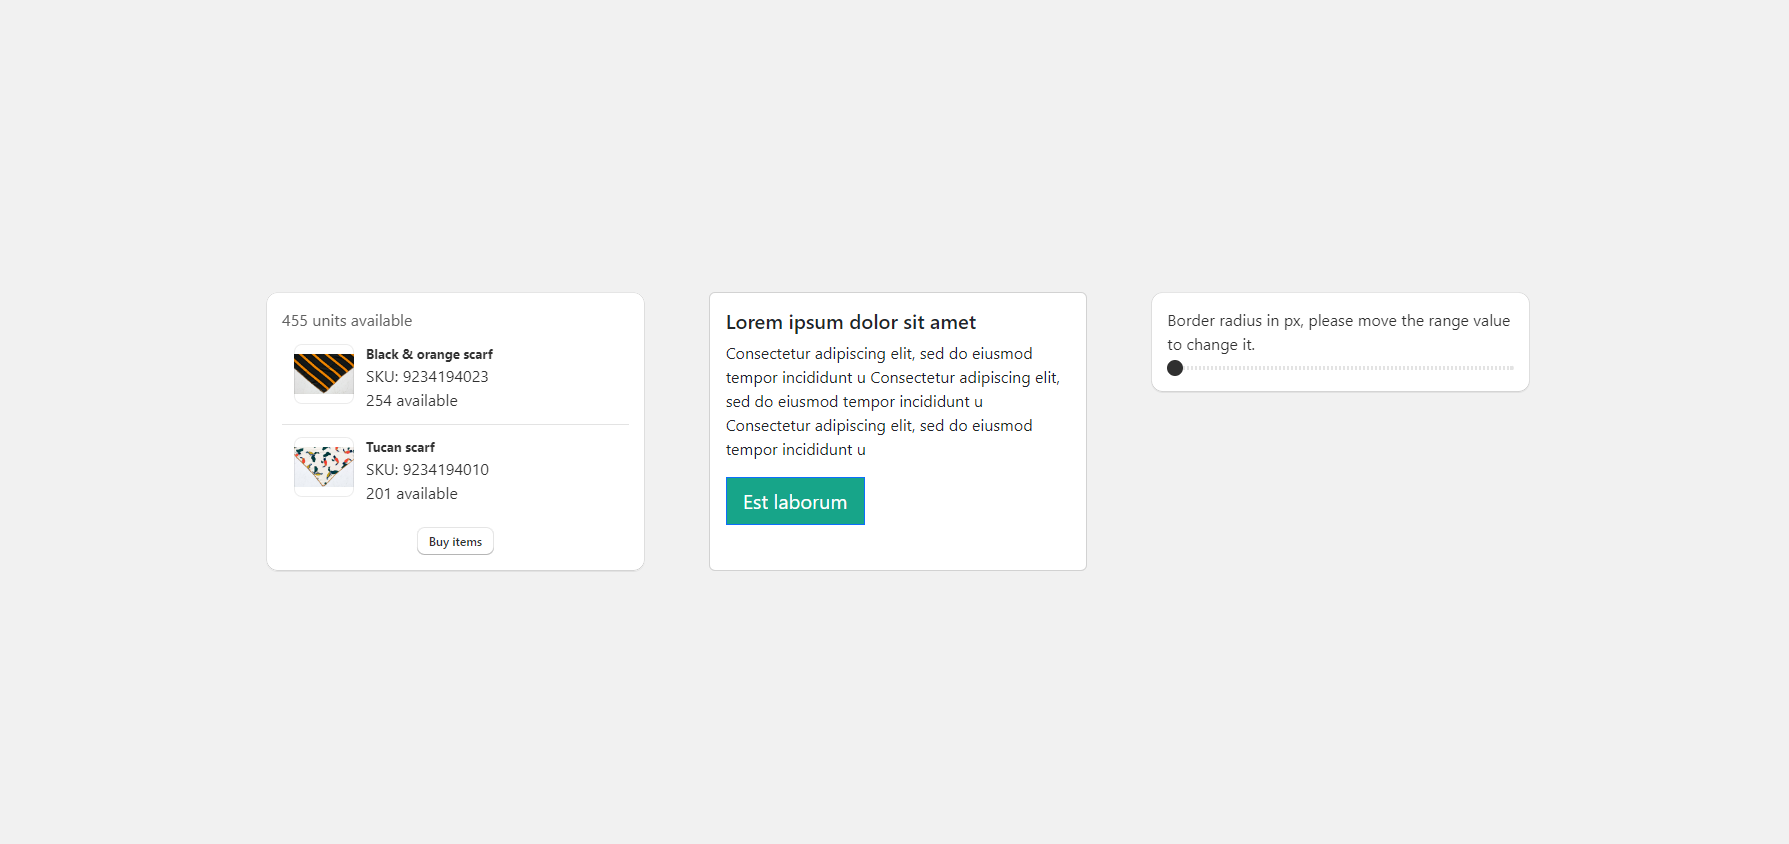 455 units available
Black & orange scarf
SKU: 9234194023
254 available
Tucan scarf
SKU: 9234194010
201 available
Buy items
Lorem ipsum dolor sit amet
Consectetur adipiscing elit, sed do eiusmod
tempor incididunt u Consectetur adipiscing elit,
sed do eiusmod tempor incididunt u
Consectetur adipiscing elit, sed do eiusmod
tempor incididunt u
Est laborum
Border radius in px, please move the range value
to change it.